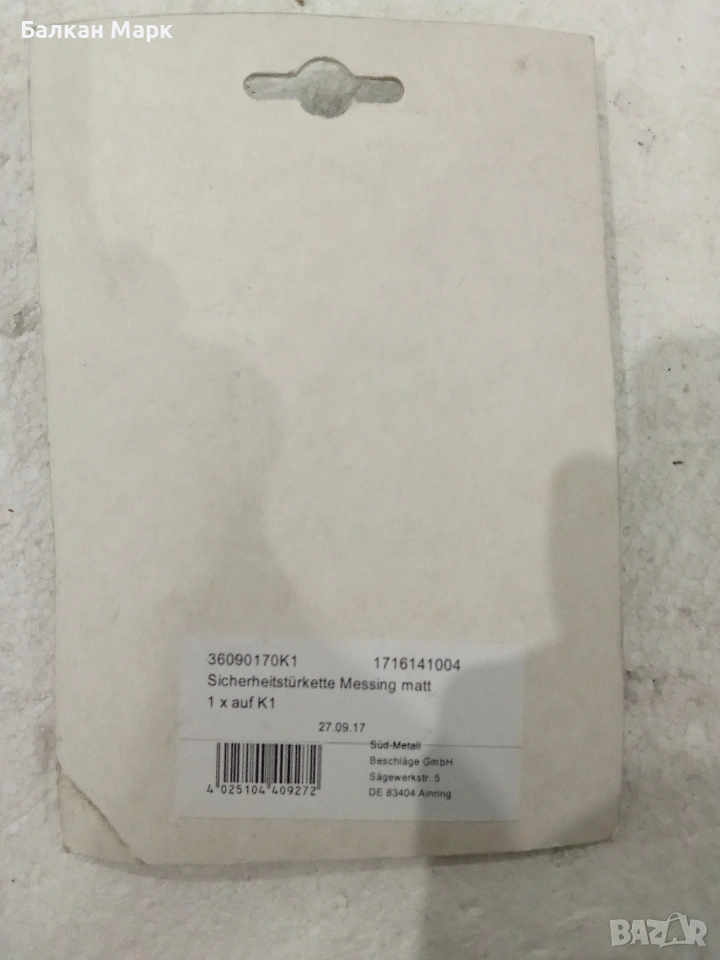 Балкан Марк
36090170K1 1716141004
Sicherheitstürkette Messing matt
1 x auf K1
27.09.17
Süd-Metall
Beschläge GmbH
Sägewerkstr. 5
DE 83404 Ainring
4 025104 409272
BAZAR